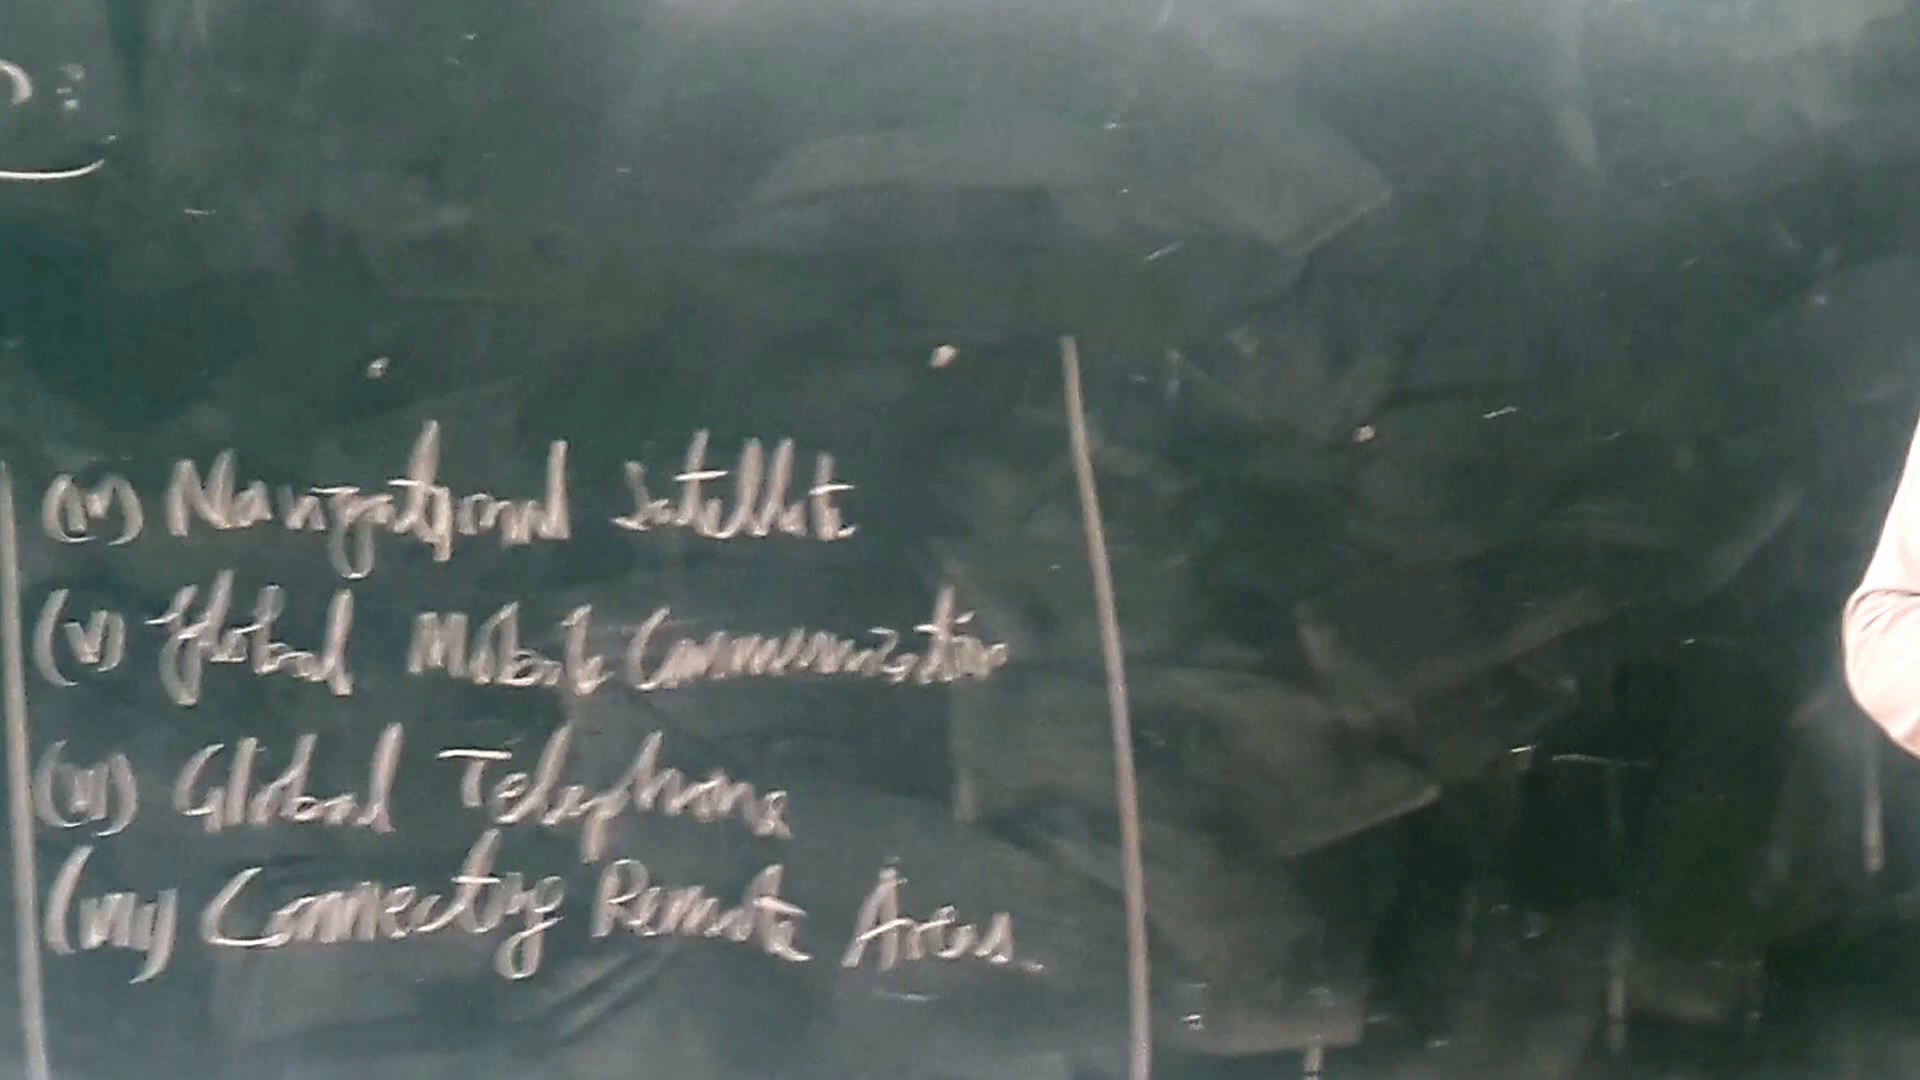 (iv) Navigational Satellite
(v) Global Mobile Communication
(vi) Global Telephone
(vii) Connecting Remote Areas